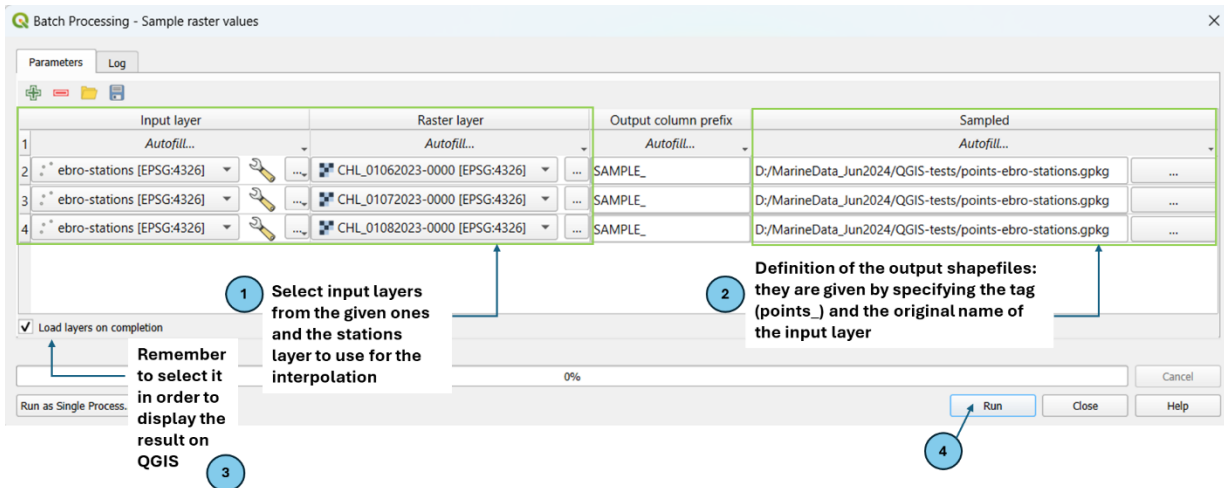 Batch Processing - Sample raster values
Parameters Log
Input layer Raster layer Output column prefix Sampled
1 Autofill... Autofill... Autofill... Autofill...
2 ebro-stations [EPSG:4326] ... CHL_01062023-0000 [EPSG:4326] ... SAMPLE_ D:/MarineData_Jun2024/QGIS-tests/points-ebro-stations.gpkg ...
3 ebro-stations [EPSG:4326] ... CHL_01072023-0000 [EPSG:4326] ... SAMPLE_ D:/MarineData_Jun2024/QGIS-tests/points-ebro-stations.gpkg ...
4 ebro-stations [EPSG:4326] ... CHL_01082023-0000 [EPSG:4326] ... SAMPLE_ D:/MarineData_Jun2024/QGIS-tests/points-ebro-stations.gpkg ...
1
Select input layers
from the given ones
and the stations
layer to use for the
interpolation
2
Definition of the output shapefiles:
they are given by specifying the tag
(points_) and the original name of
the input layer
Load layers on completion
Remember
to select it
in order to
display the
result on
QGIS
3
0%
Cancel
Run as Single Process.
Run Close Help
4